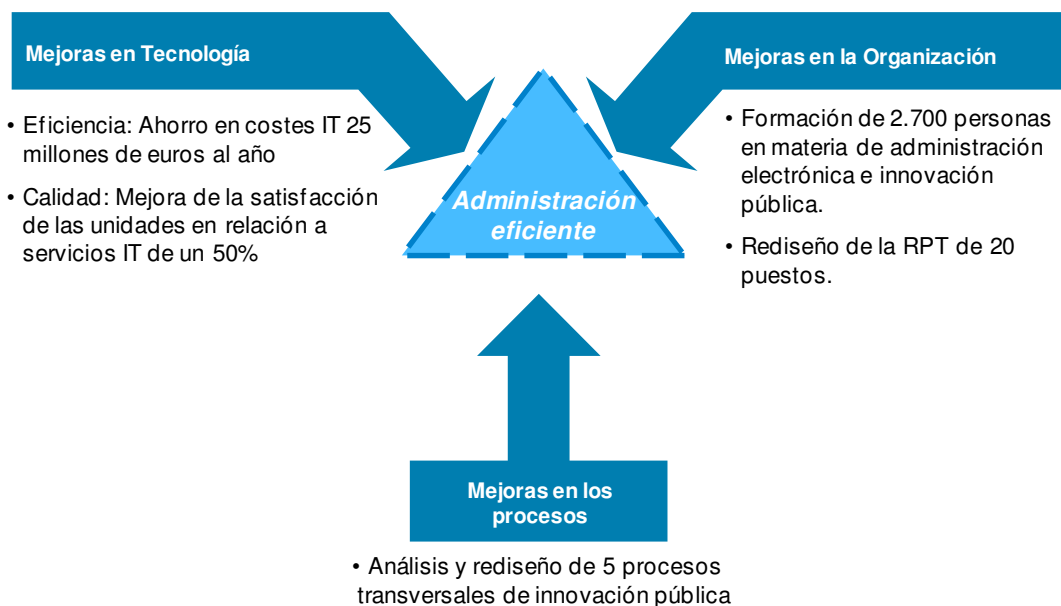 Mejoras en Tecnología
• Eficiencia: Ahorro en costes IT 25
millones de euros al año
• Calidad: Mejora de la satisfacción
de las unidades en relación a
servicios IT de un 50%
Mejoras en la Organización
• Formación de 2.700 personas
en materia de administración
electrónica e innovación
pública.
• Rediseño de la RPT de 20
puestos.
Administración
eficiente
Mejoras en los
procesos
• Análisis y rediseño de 5 procesos
transversales de innovación pública